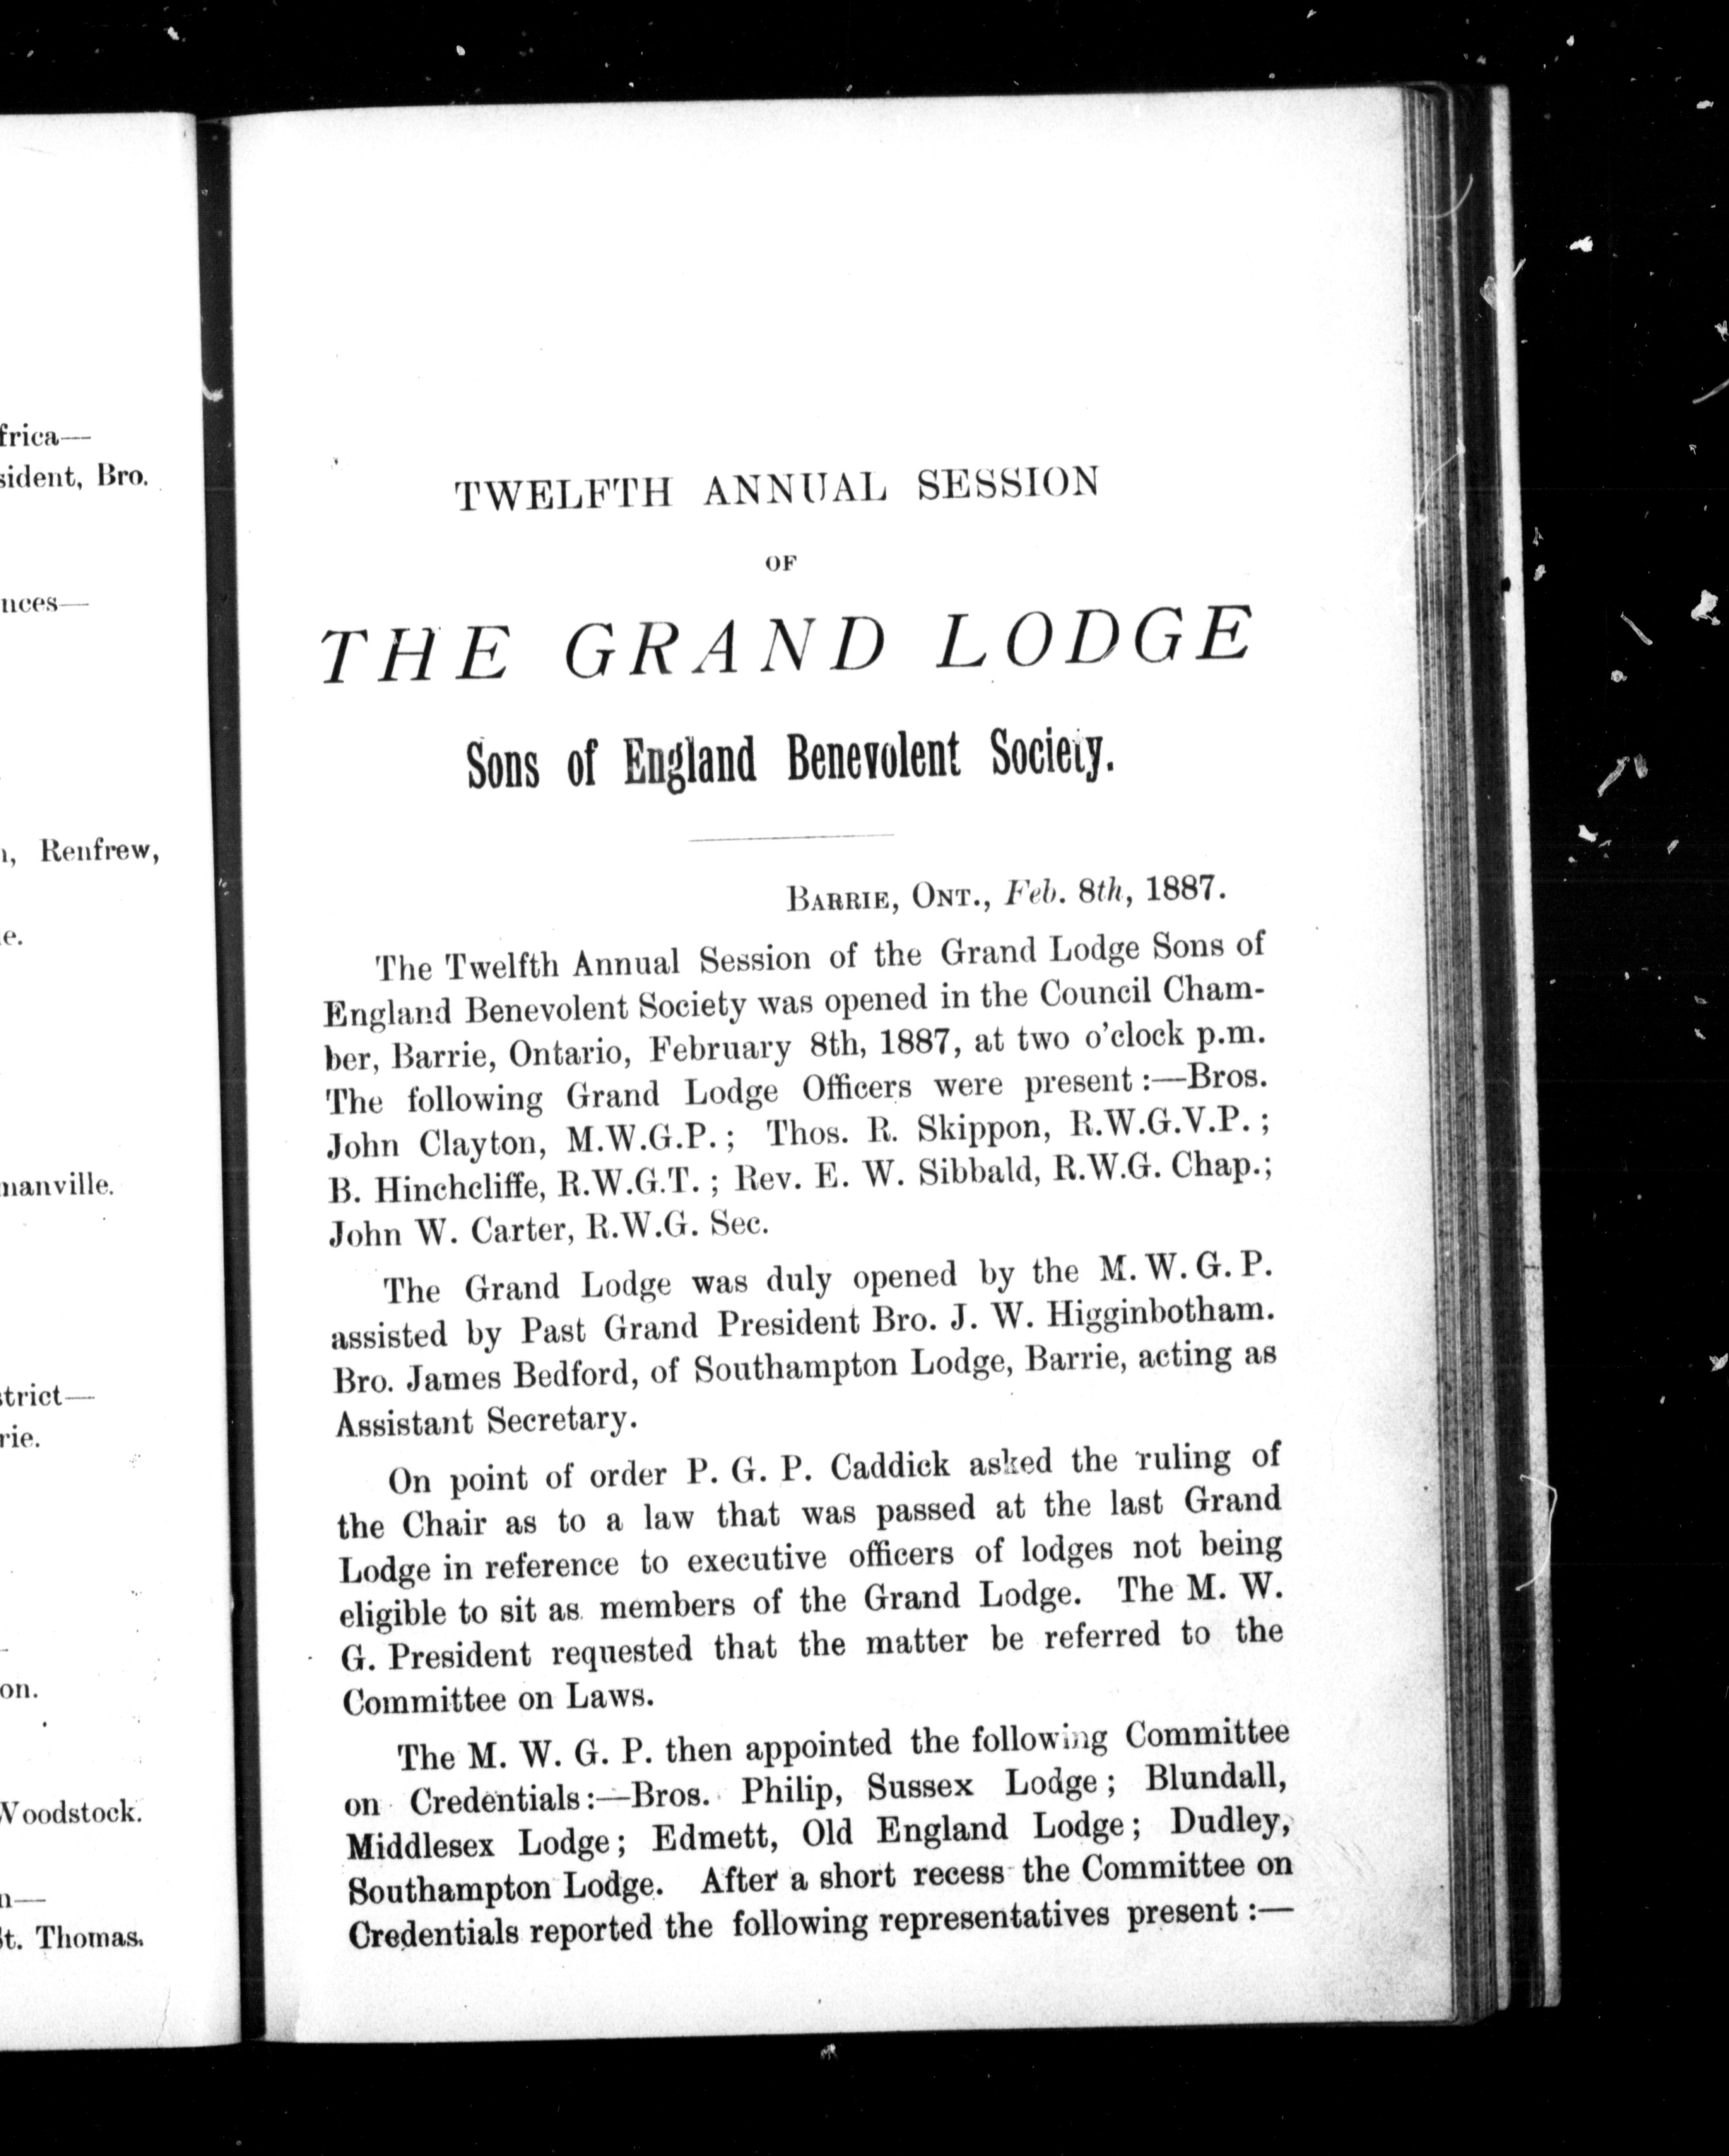 sident, Bro.
Renfrew,
Woodstock.
St. Thomas.
TWELFTH ANNUAL SESSION
OF
THE GRAND LODGE
Sons of England Benevolent Society.
BARRIE, ONT., Feb. 8th, 1887.
The Twelfth Annual Session of the Grand Lodge Sons of
England Benevolent Society was opened in the Council Cham-
ber, Barrie, Ontario, February 8th, 1887, at two o'clock p.m.
The following Grand Lodge Officers were present :—Bros.
John Clayton, M.W.G.P. ; Thos. R. Skippon, R.W.G.V.P. ;
B. Hinchcliffe, R.W.G.T. ; Rev. E. W. Sibbald, R.W.G. Chap.;
John W. Carter, R.W.G. Sec.
The Grand Lodge was duly opened by the M. W. G. P.
assisted by Past Grand President Bro. J. W. Higginbotham.
Bro. James Bedford, of Southampton Lodge, Barrie, acting as
Assistant Secretary.
On point of order P. G. P. Caddick asked the ruling of
the Chair as to a law that was passed at the last Grand
Lodge in reference to executive officers of lodges not being
eligible to sit as members of the Grand Lodge. The M. W.
G. President requested that the matter be referred to the
Committee on Laws.
The M. W. G. P. then appointed the following Committee
on Credentials :—Bros. Philip, Sussex Lodge ; Blundall,
Middlesex Lodge ; Edmett, Old England Lodge ; Dudley,
Southampton Lodge. After a short recess the Committee on
Credentials reported the following representatives present :—